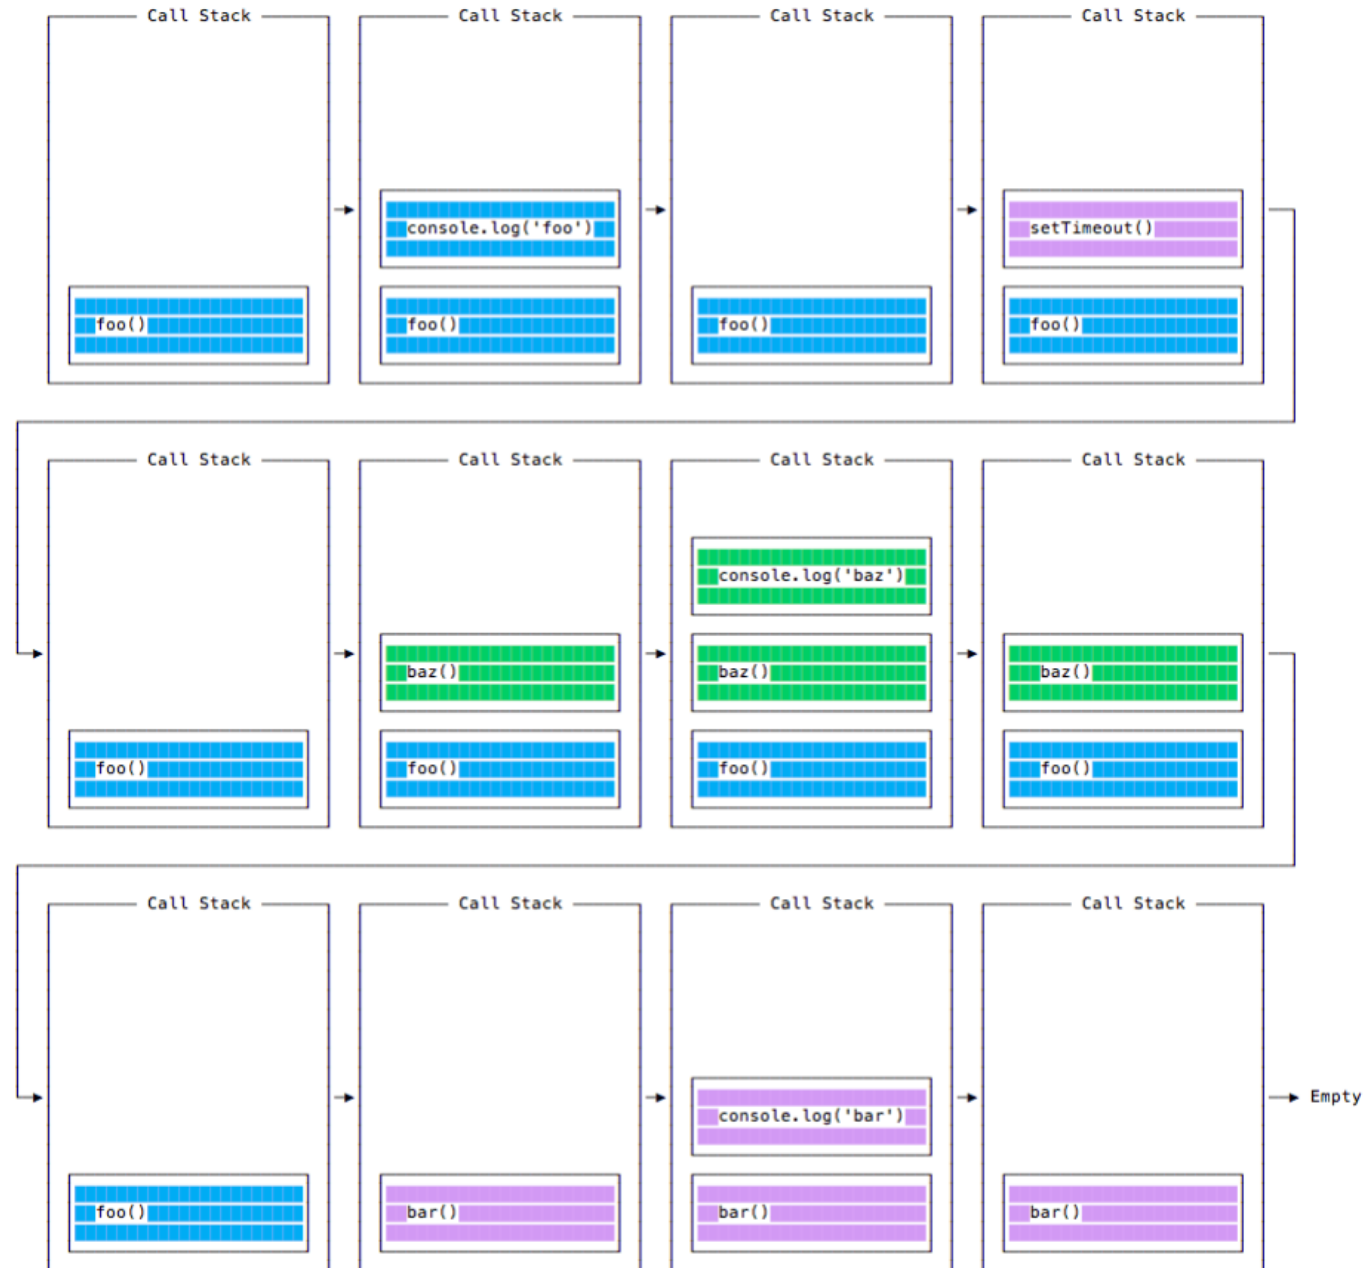 Call Stack Call Stack Call Stack Call Stack
console.log('foo') setTimeout()
foo() foo() foo() foo()
Call Stack Call Stack Call Stack Call Stack
console.log('baz')
baz() baz() baz()
foo() foo() foo() foo()
Call Stack Call Stack Call Stack Call Stack
Empty
console.log('bar')
foo() bar() bar() bar()